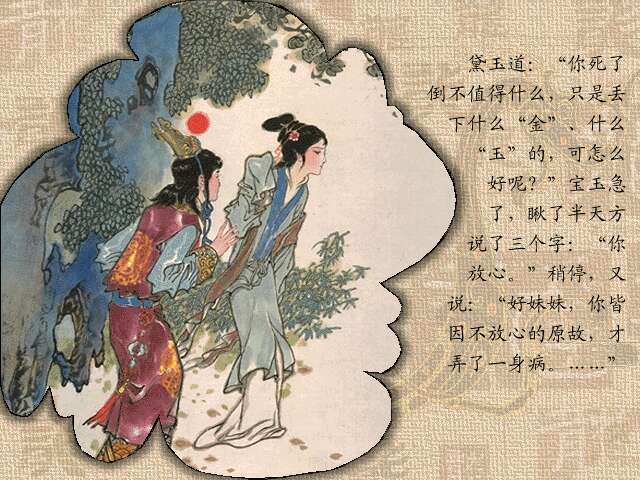 黛玉道：“你死了
倒不值得什么，只是丢
下什么“金”、什么
“玉”的，可怎么
好呢？”宝玉急
了，瞅了半天方
说了三个字：“你
放心。”稍停，又
说：“好妹妹，你皆
因不放心的原故，才
弄了一身病。……”